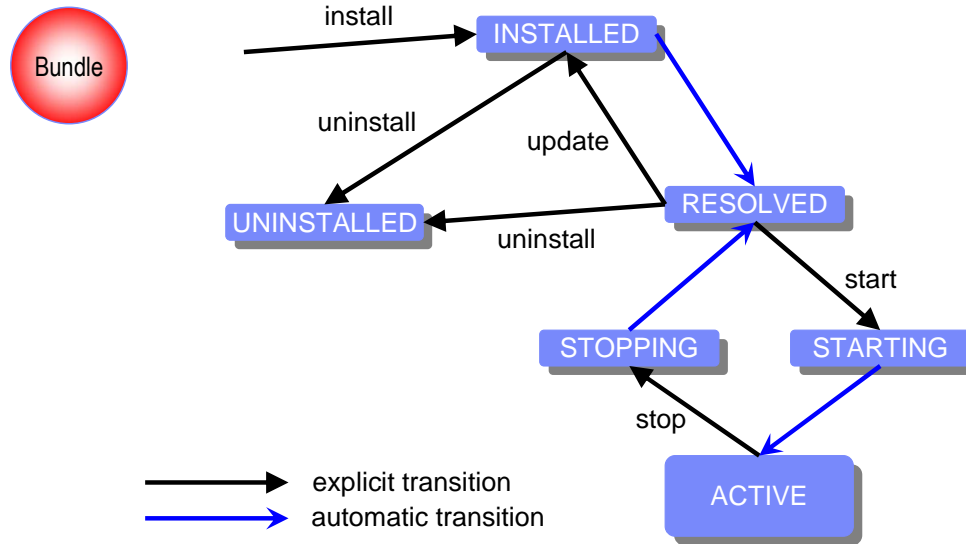 install
INSTALLED
Bundle
uninstall
update
RESOLVED
UNINSTALLED
uninstall
start
STOPPING
STARTING
stop
explicit transition
ACTIVE
automatic transition